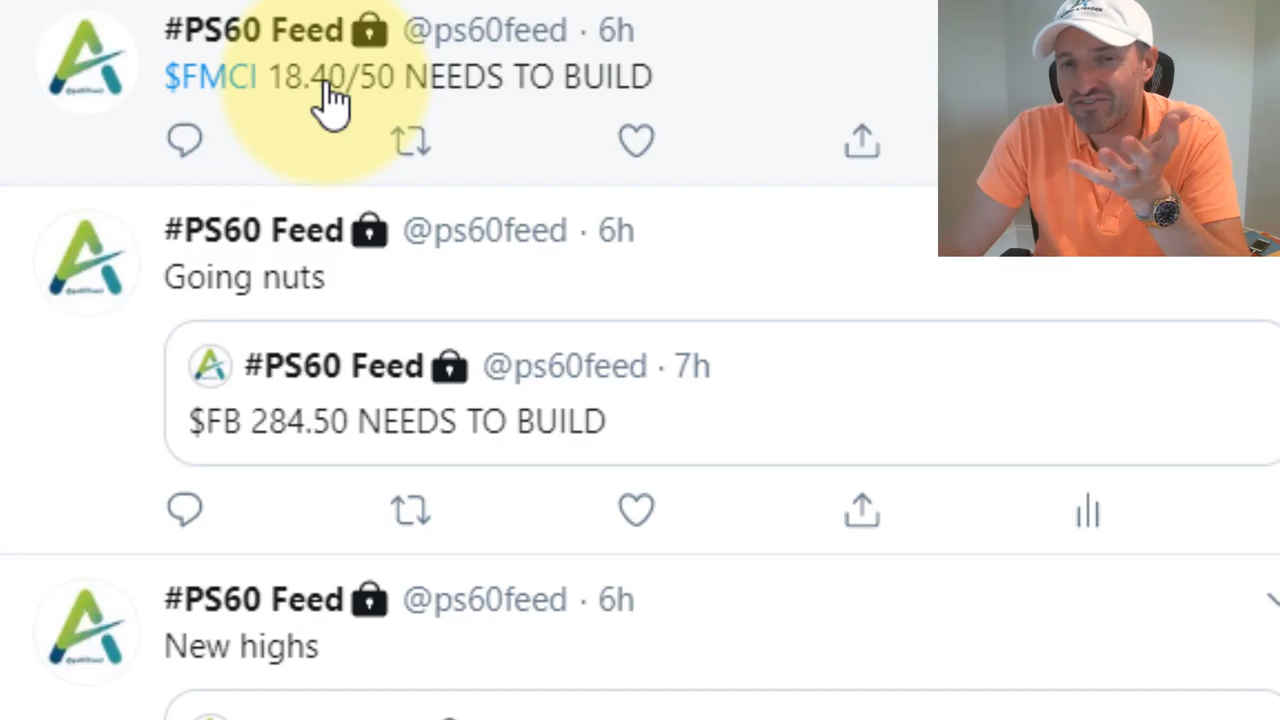 #PS60 Feed @ps60feed · 6h
$FMCI 18.40/50 NEEDS TO BUILD
#PS60 Feed @ps60feed · 6h
Going nuts
#PS60 Feed @ps60feed · 7h
$FB 284.50 NEEDS TO BUILD
#PS60 Feed @ps60feed · 6h
New highs